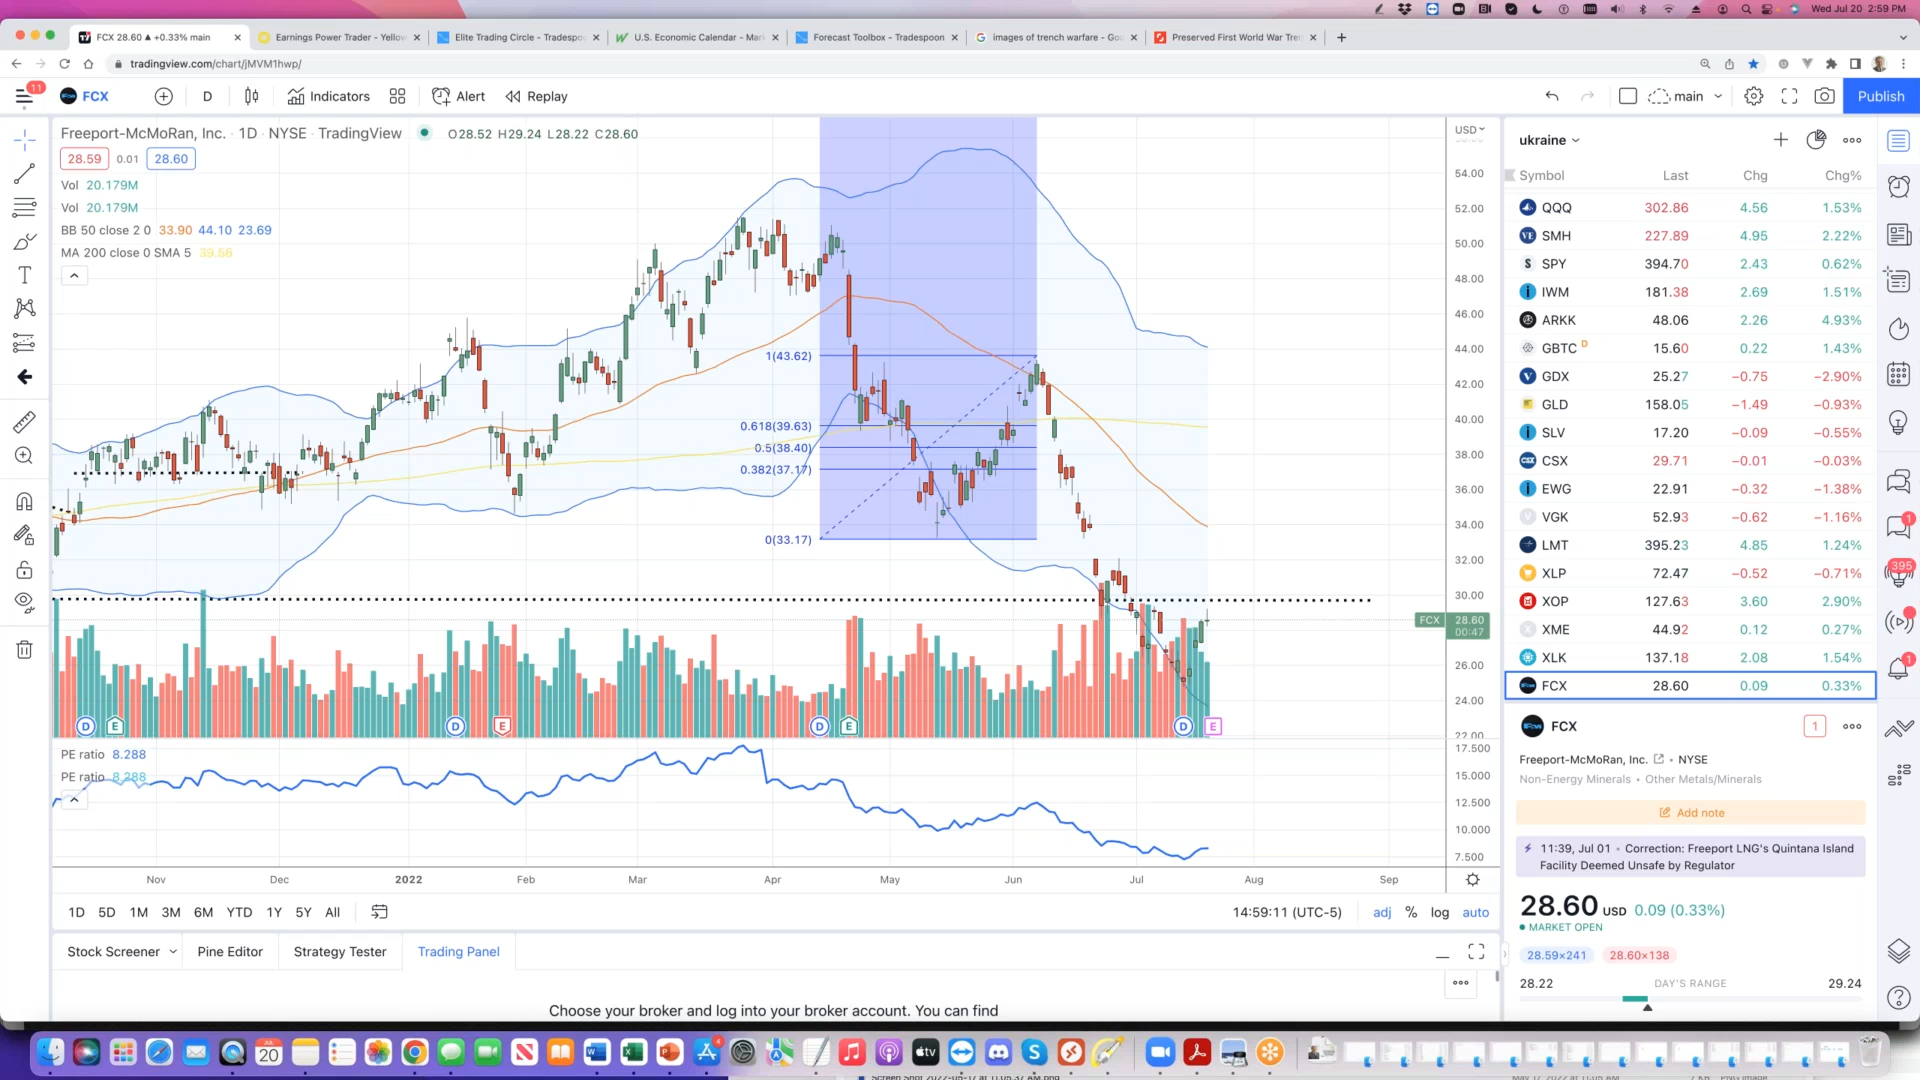 Wed Jul 20 2:59 PM
FCX 28.60 ▲ +0.33% main
Earnings Power Trader - Yellow
Elite Trading Circle - Tradespoo
U.S. Economic Calendar - Mark
Forecast Toolbox - Tradespoon
images of trench warfare - Goo
Preserved First World War Tren
tradingview.com/chart/jMVM1hwp/
11
FCX
D
Indicators
Alert
Replay
main
Publish
Freeport-McMoRan, Inc. · 1D · NYSE · TradingView
O28.52 H29.24 L28.22 C28.60
28.59
0.01
28.60
Vol 20.179M
Vol 20.179M
BB 50 close 2 0 33.90 44.10 23.69
MA 200 close 0 SMA 5 39.56
USD
54.00
52.00
50.00
48.00
46.00
44.00
42.00
40.00
38.00
36.00
34.00
32.00
30.00
FCX 28.60
00:47
26.00
24.00
22.00
1(43.62)
0.618(39.63)
0.5(38.40)
0.382(37.17)
0(33.17)
D E D E D E D E
PE ratio 8.288
PE ratio 8.288
17.500
15.000
12.500
10.000
7.500
Nov Dec 2022 Feb Mar Apr May Jun Jul Aug Sep
1D 5D 1M 3M 6M YTD 1Y 5Y All
14:59:11 (UTC-5)
adj % log auto
Stock Screener
Pine Editor
Strategy Tester
Trading Panel
Choose your broker and log into your broker account. You can find
ukraine
Symbol Last Chg Chg%
QQQ 302.86 4.56 1.53%
SMH 227.89 4.95 2.22%
SPY 394.70 2.43 0.62%
IWM 181.38 2.69 1.51%
ARKK 48.06 2.26 4.93%
GBTC D 15.60 0.22 1.43%
GDX 25.27 −0.75 −2.90%
GLD 158.05 −1.49 −0.93%
SLV 17.20 −0.09 −0.55%
CSX 29.71 −0.01 −0.03%
EWG 22.91 −0.32 −1.38%
VGK 52.93 −0.62 −1.16%
LMT 395.23 4.85 1.24%
XLP 72.47 −0.52 −0.71%
XOP 127.63 3.60 2.90%
XME 44.92 0.12 0.27%
XLK 137.18 2.08 1.54%
FCX 28.60 0.09 0.33%
FCX
1
Freeport-McMoRan, Inc. • NYSE
Non-Energy Minerals • Other Metals/Minerals
Add note
11:39, Jul 01 • Correction: Freeport LNG's Quintana Island
Facility Deemed Unsafe by Regulator
28.60 USD 0.09 (0.33%)
MARKET OPEN
28.59×241
28.60×138
28.22 DAY'S RANGE 29.24
1
395
1
JUL
20
4
tv